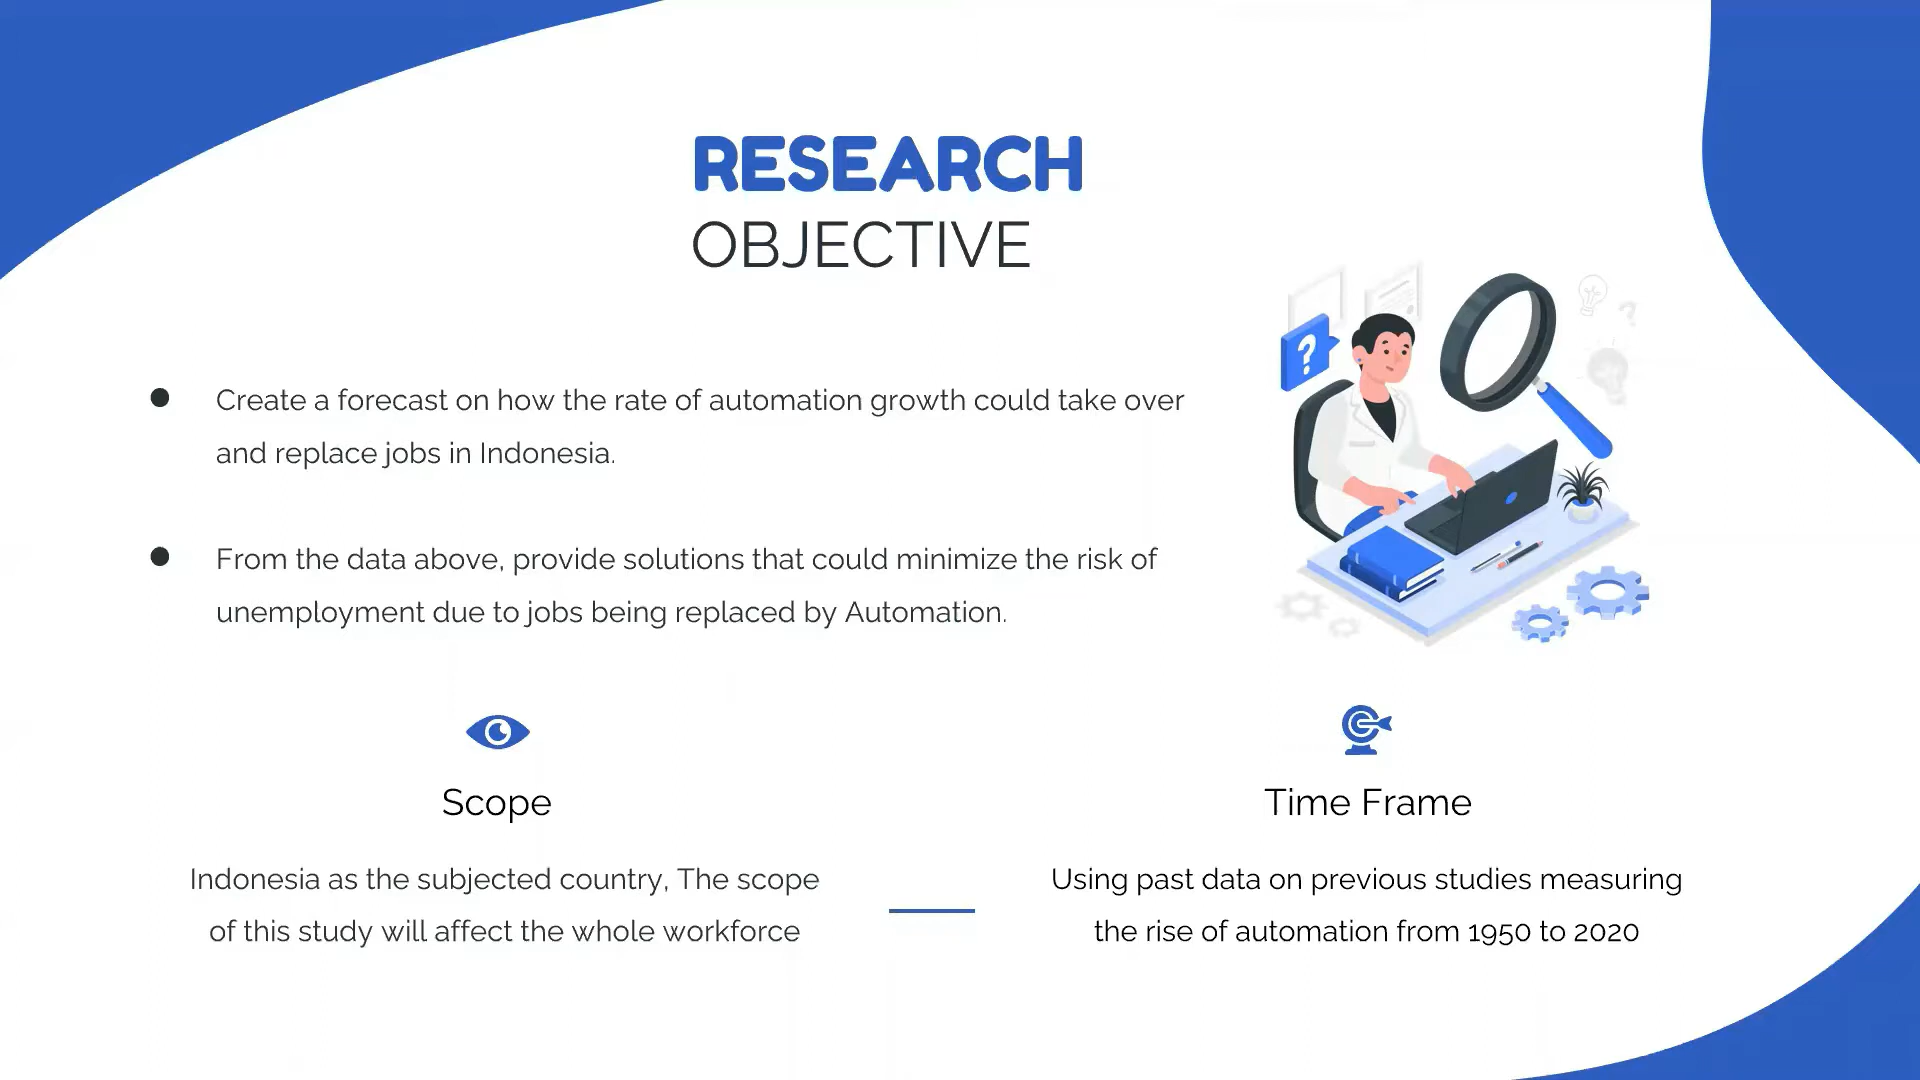 RESEARCH
OBJECTIVE
?
?
● Create a forecast on how the rate of automation growth could take over
and replace jobs in Indonesia.
● From the data above, provide solutions that could minimize the risk of
unemployment due to jobs being replaced by Automation.
Scope
Indonesia as the subjected country, The scope
of this study will affect the whole workforce
Time Frame
Using past data on previous studies measuring
the rise of automation from 1950 to 2020